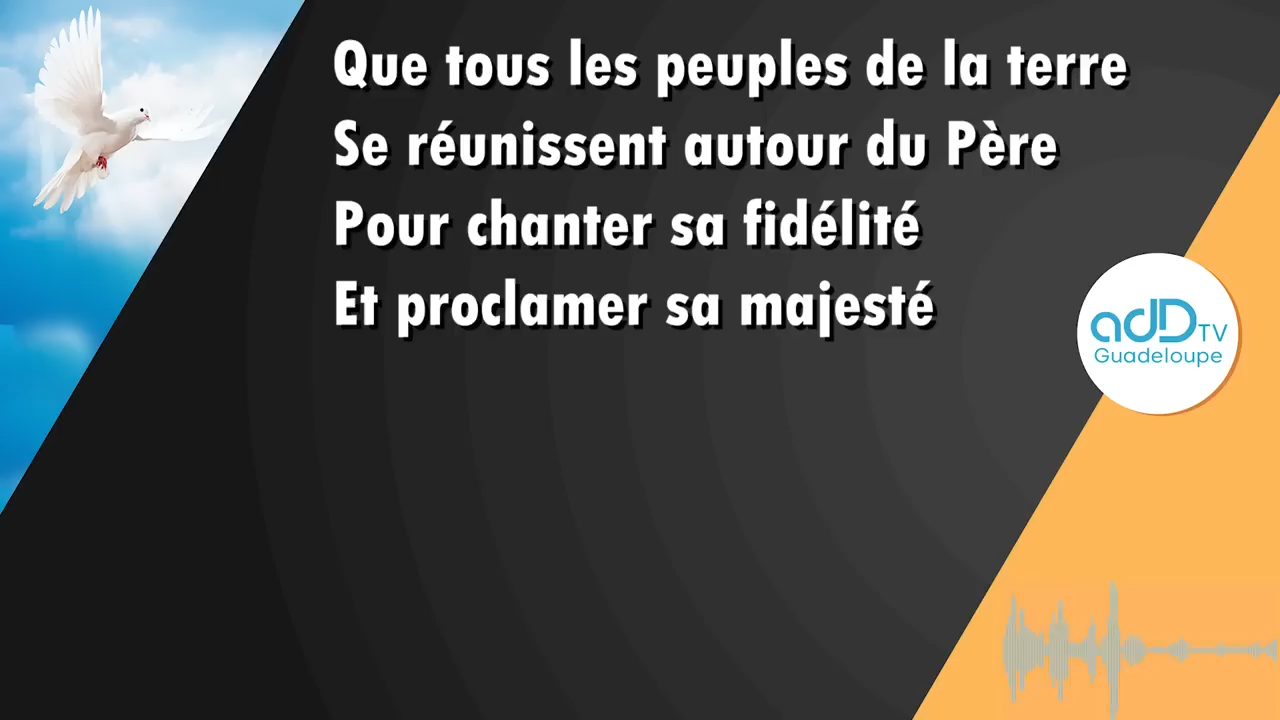 Que tous les peuples de la terre
Se réunissent autour du Père
Pour chanter sa fidélité
Et proclamer sa majesté
adD TV
Guadeloupe